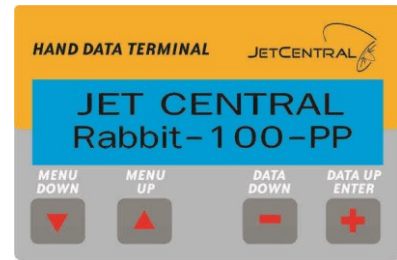 HAND DATA TERMINAL
JETCENTRAL
JET CENTRAL
Rabbit-100-PP
MENU DOWN
MENU UP
DATA DOWN
DATA UP ENTER